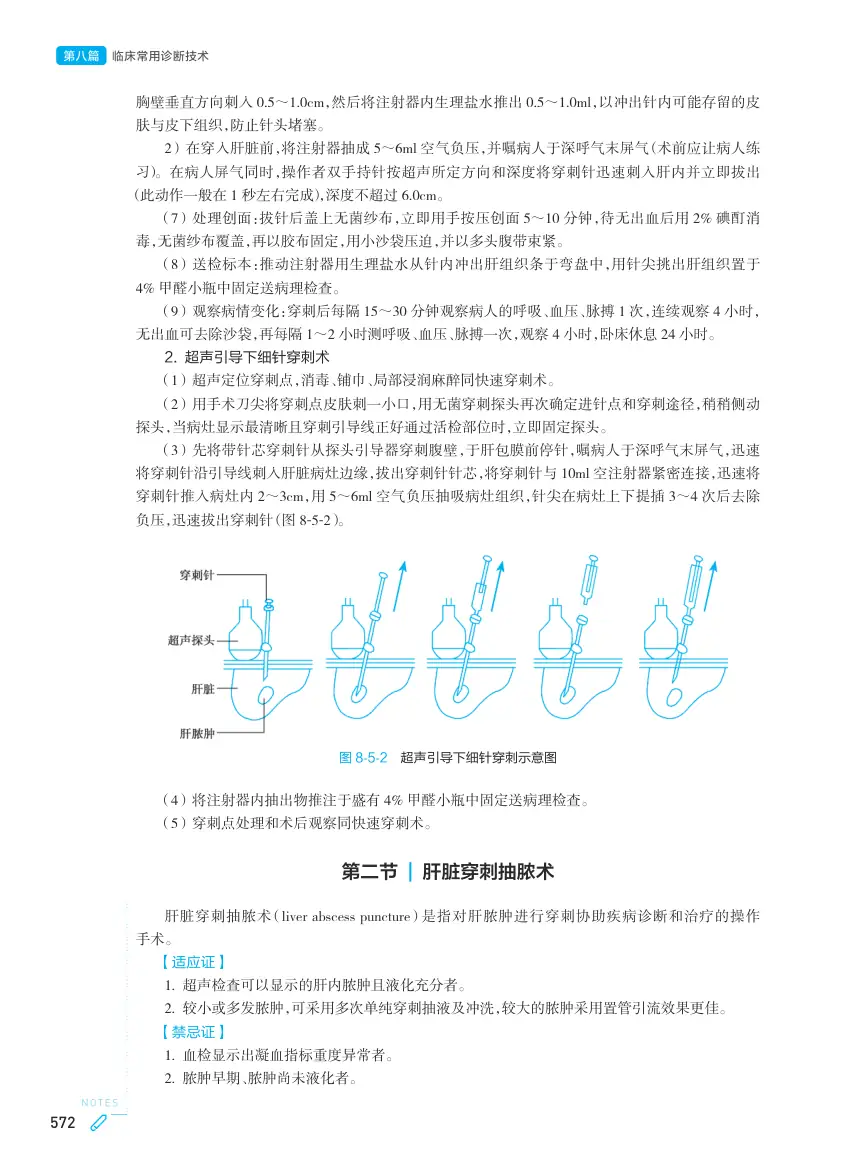 第八篇 临床常用诊断技术
胸壁垂直方向刺入 0.5～1.0cm,然后将注射器内生理盐水推出 0.5～1.0ml,以冲出针内可能存留的皮
肤与皮下组织,防止针头堵塞。
2）在穿入肝脏前,将注射器抽成 5～6ml 空气负压,并嘱病人于深呼气末屏气(术前应让病人练
习)。在病人屏气同时,操作者双手持针按超声所定方向和深度将穿刺针迅速刺入肝内并立即拔出
(此动作一般在 1 秒左右完成),深度不超过 6.0cm。
（7）处理创面:拔针后盖上无菌纱布,立即用手按压创面 5～10 分钟,待无出血后用 2% 碘酊消
毒,无菌纱布覆盖,再以胶布固定,用小沙袋压迫,并以多头腹带束紧。
（8）送检标本:推动注射器用生理盐水从针内冲出肝组织条于弯盘中,用针尖挑出肝组织置于
4% 甲醛小瓶中固定送病理检查。
（9）观察病情变化:穿刺后每隔 15～30 分钟观察病人的呼吸、血压、脉搏 1 次,连续观察 4 小时,
无出血可去除沙袋,再每隔 1～2 小时测呼吸、血压、脉搏一次,观察 4 小时,卧床休息 24 小时。
2. 超声引导下细针穿刺术
（1）超声定位穿刺点,消毒、铺巾、局部浸润麻醉同快速穿刺术。
（2）用手术刀尖将穿刺点皮肤刺一小口,用无菌穿刺探头再次确定进针点和穿刺途径,稍稍侧动
探头,当病灶显示最清晰且穿刺引导线正好通过活检部位时,立即固定探头。
（3）先将带针芯穿刺针从探头引导器穿刺腹壁,于肝包膜前停针,嘱病人于深呼气末屏气,迅速
将穿刺针沿引导线刺入肝脏病灶边缘,拔出穿刺针针芯,将穿刺针与 10ml 空注射器紧密连接,迅速将
穿刺针推入病灶内 2～3cm,用 5～6ml 空气负压抽吸病灶组织,针尖在病灶上下提插 3～4 次后去除
负压,迅速拔出穿刺针(图 8-5-2)。
穿刺针
超声探头
肝脏
肝脓肿
图 8-5-2 超声引导下细针穿刺示意图
（4）将注射器内抽出物推注于盛有 4% 甲醛小瓶中固定送病理检查。
（5）穿刺点处理和术后观察同快速穿刺术。
第二节 | 肝脏穿刺抽脓术
肝脏穿刺抽脓术(liver abscess puncture)是指对肝脓肿进行穿刺协助疾病诊断和治疗的操作
手术。
【适应证】
1. 超声检查可以显示的肝内脓肿且液化充分者。
2. 较小或多发脓肿,可采用多次单纯穿刺抽液及冲洗,较大的脓肿采用置管引流效果更佳。
【禁忌证】
1. 血检显示出凝血指标重度异常者。
2. 脓肿早期、脓肿尚未液化者。
NOTES
572